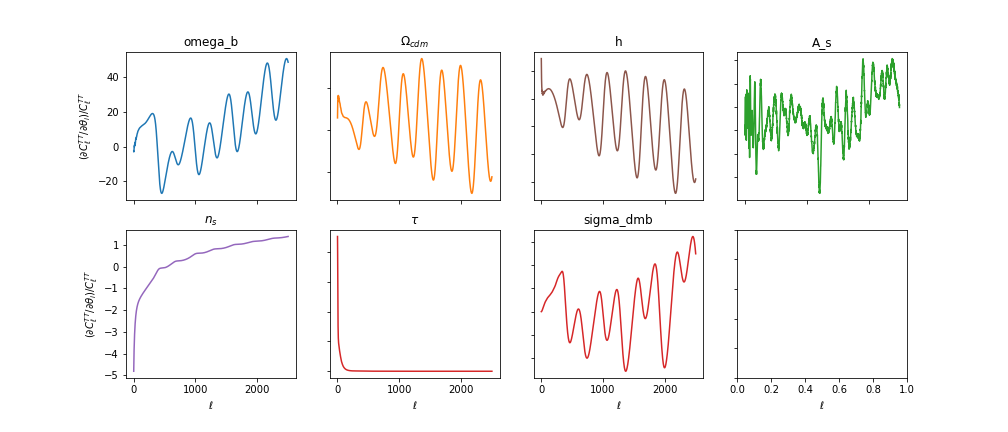 omega_b
Ω_{cdm}
h
A_s
(∂C_ℓ^{TT}/∂θ_i)/C_ℓ^{TT}
40
20
0
−20
n_s
τ
sigma_dmb
(∂C_ℓ^{TT}/∂θ_i)/C_ℓ^{TT}
1
0
−1
−2
−3
−4
−5
0 1000 2000
0 1000 2000
0 1000 2000
0.0 0.2 0.4 0.6 0.8 1.0
ℓ
ℓ
ℓ
ℓ